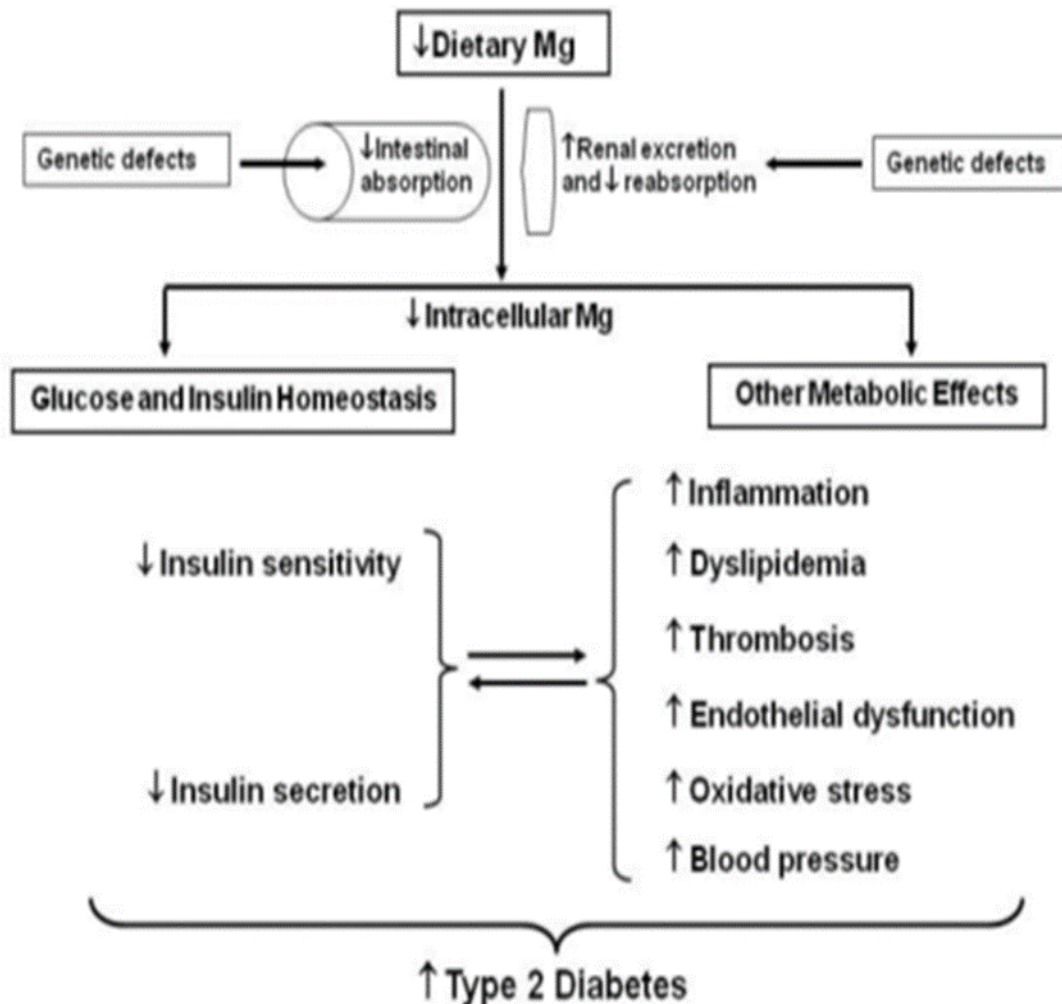 ↓Dietary Mg
Genetic defects
↓Intestinal
absorption
↑Renal excretion
and ↓ reabsorption
Genetic defects
↓Intracellular Mg
Glucose and Insulin Homeostasis
Other Metabolic Effects
↓Insulin sensitivity
↓Insulin secretion
↑Inflammation
↑Dyslipidemia
↑Thrombosis
↑Endothelial dysfunction
↑Oxidative stress
↑Blood pressure
↑Type 2 Diabetes